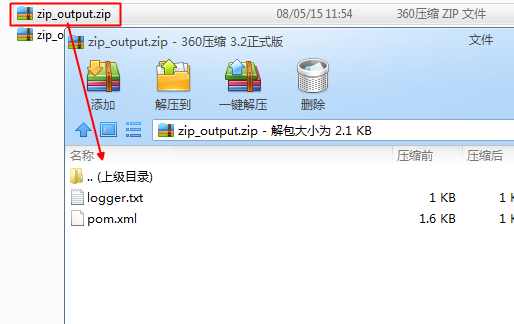 zip_output.zip 08/05/15 11:54 360压缩 ZIP 文件
zip_o
zip_output.zip - 360压缩 3.2正式版 文件
添加 解压到 一键解压 删除
zip_output.zip - 解包大小为 2.1 KB
名称 压缩前 压缩后
.. (上级目录)
logger.txt 1 KB 1 K
pom.xml 1.6 KB 1 K